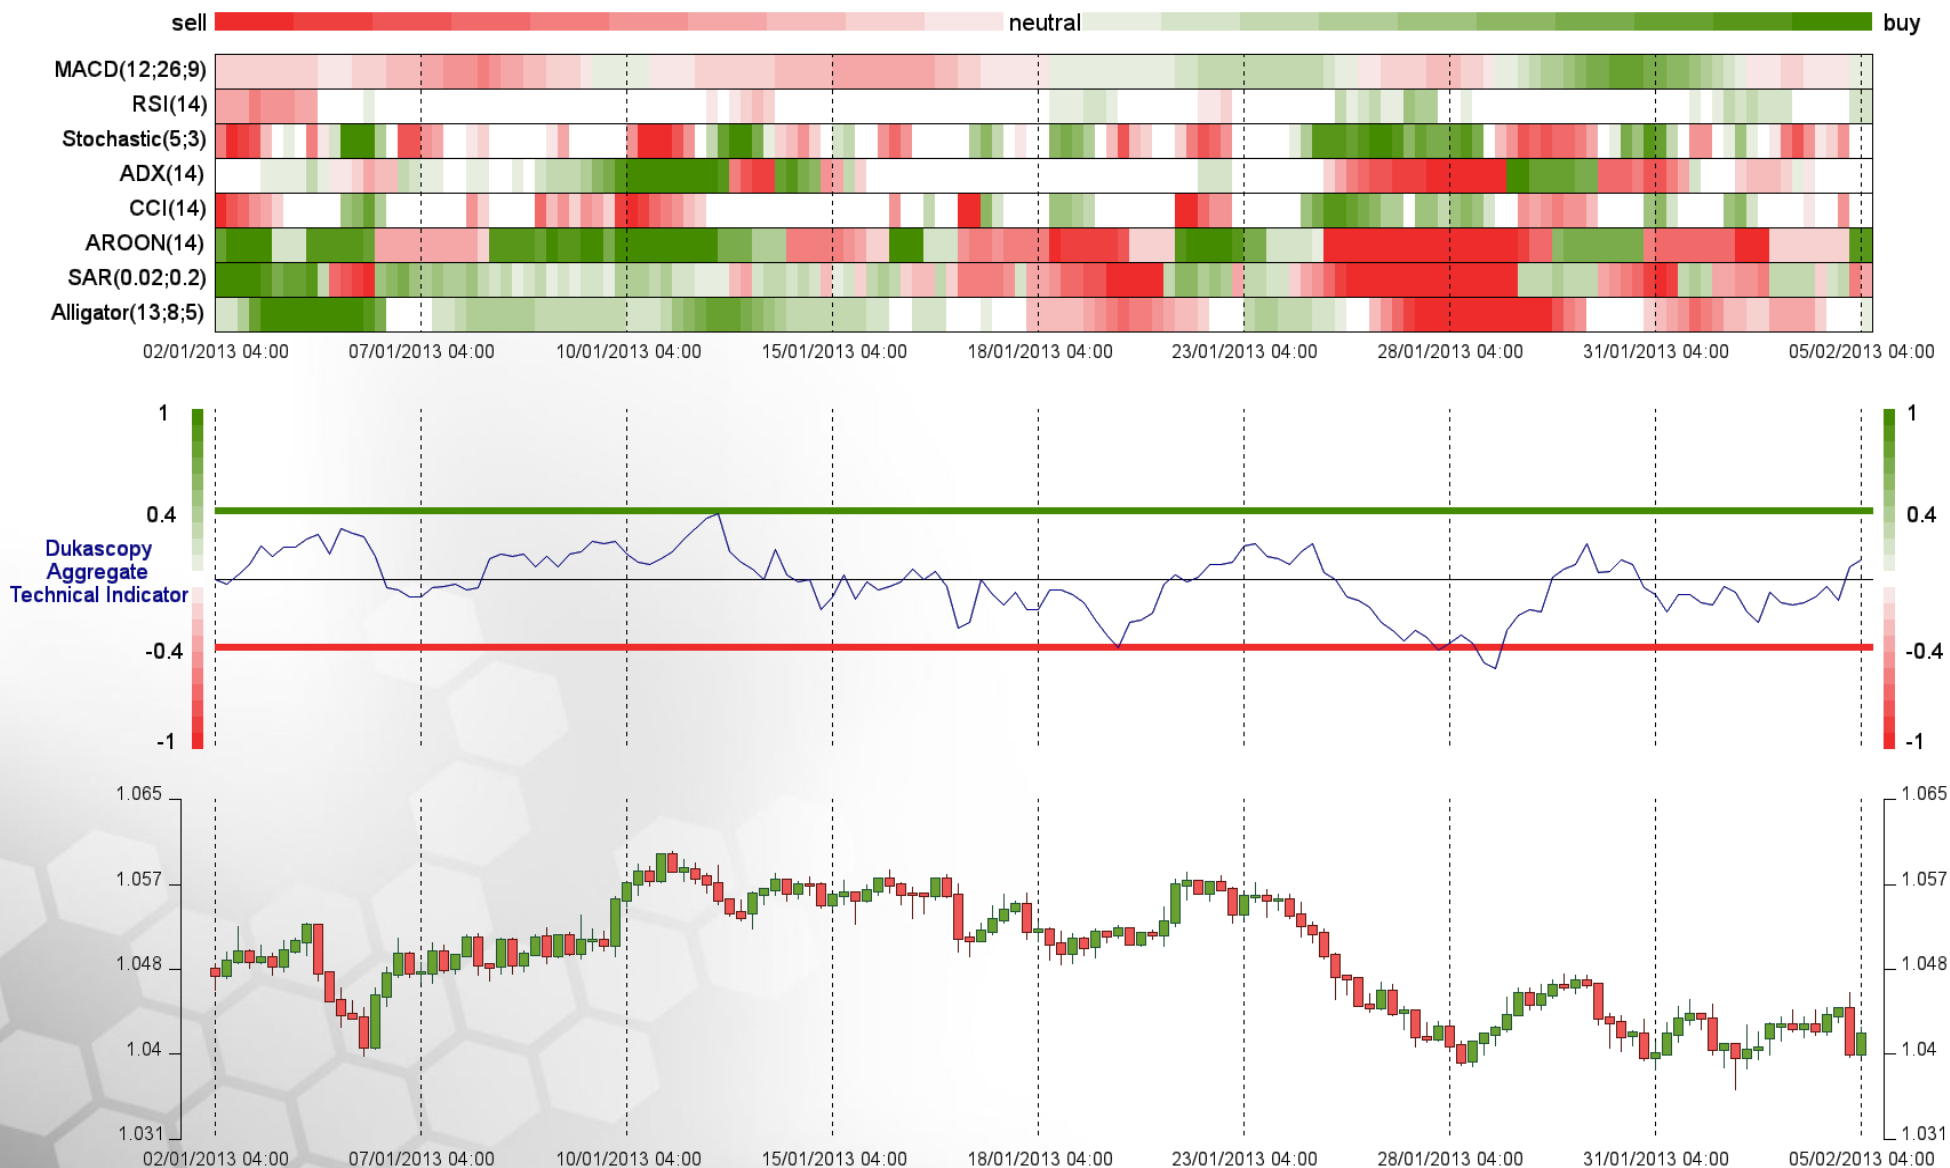 sell neutral buy
MACD(12;26;9)
RSI(14)
Stochastic(5;3)
ADX(14)
CCI(14)
AROON(14)
SAR(0.02;0.2)
Alligator(13;8;5)
02/01/2013 04:00 07/01/2013 04:00 10/01/2013 04:00 15/01/2013 04:00 18/01/2013 04:00 23/01/2013 04:00 28/01/2013 04:00 31/01/2013 04:00 05/02/2013 04:00
1 1
0.4 0.4
Dukascopy
Aggregate
Technical Indicator
-0.4 -0.4
-1 -1
1.065 1.065
1.057 1.057
1.048 1.048
1.04 1.04
1.031 1.031
02/01/2013 04:00 07/01/2013 04:00 10/01/2013 04:00 15/01/2013 04:00 18/01/2013 04:00 23/01/2013 04:00 28/01/2013 04:00 31/01/2013 04:00 05/02/2013 04:00